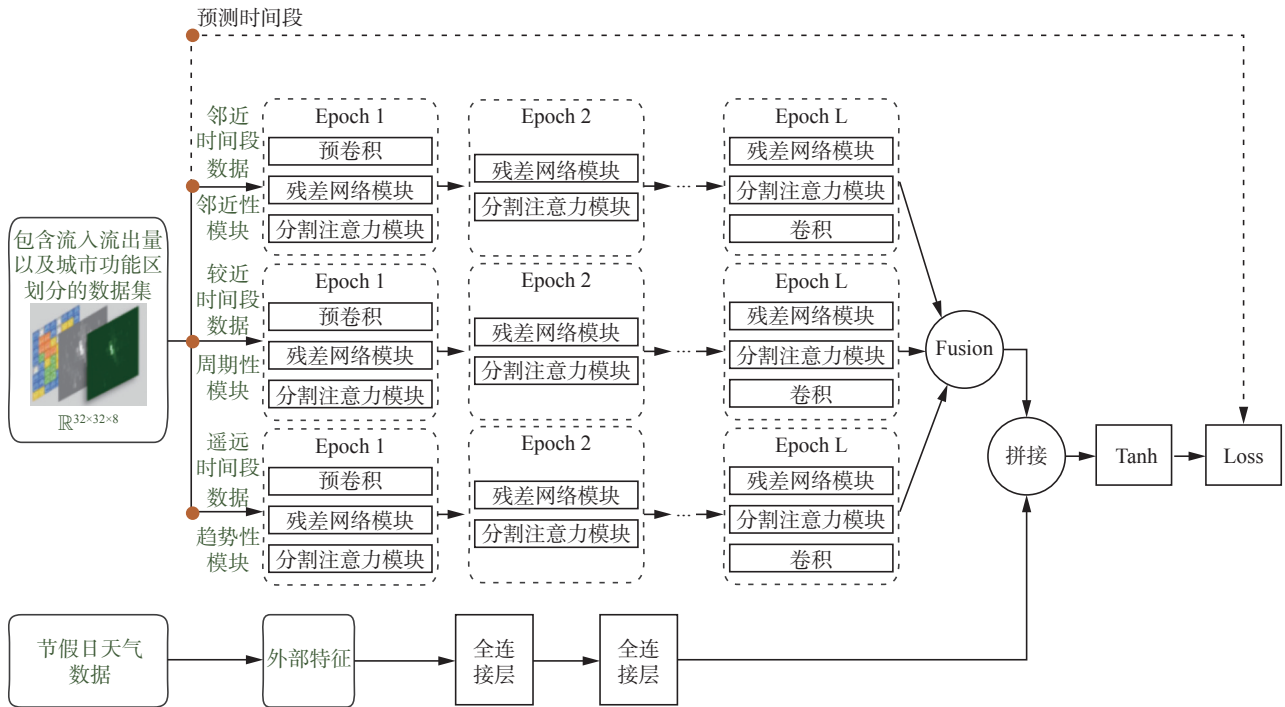 预测时间段
邻近
时间段
数据
邻近性
模块
Epoch 1
预卷积
残差网络模块
分割注意力模块
Epoch 2
残差网络模块
分割注意力模块
...
Epoch L
残差网络模块
分割注意力模块
卷积
包含流入流出量
以及城市功能区
划分的数据集
ℝ32×32×8
较近
时间段
数据
周期性
模块
Epoch 1
预卷积
残差网络模块
分割注意力模块
Epoch 2
残差网络模块
分割注意力模块
...
Epoch L
残差网络模块
分割注意力模块
卷积
遥远
时间段
数据
趋势性
模块
Epoch 1
预卷积
残差网络模块
分割注意力模块
Epoch 2
残差网络模块
分割注意力模块
...
Epoch L
残差网络模块
分割注意力模块
卷积
Fusion
拼接
Tanh
Loss
节假日天气
数据
外部特征
全连
接层
全连
接层